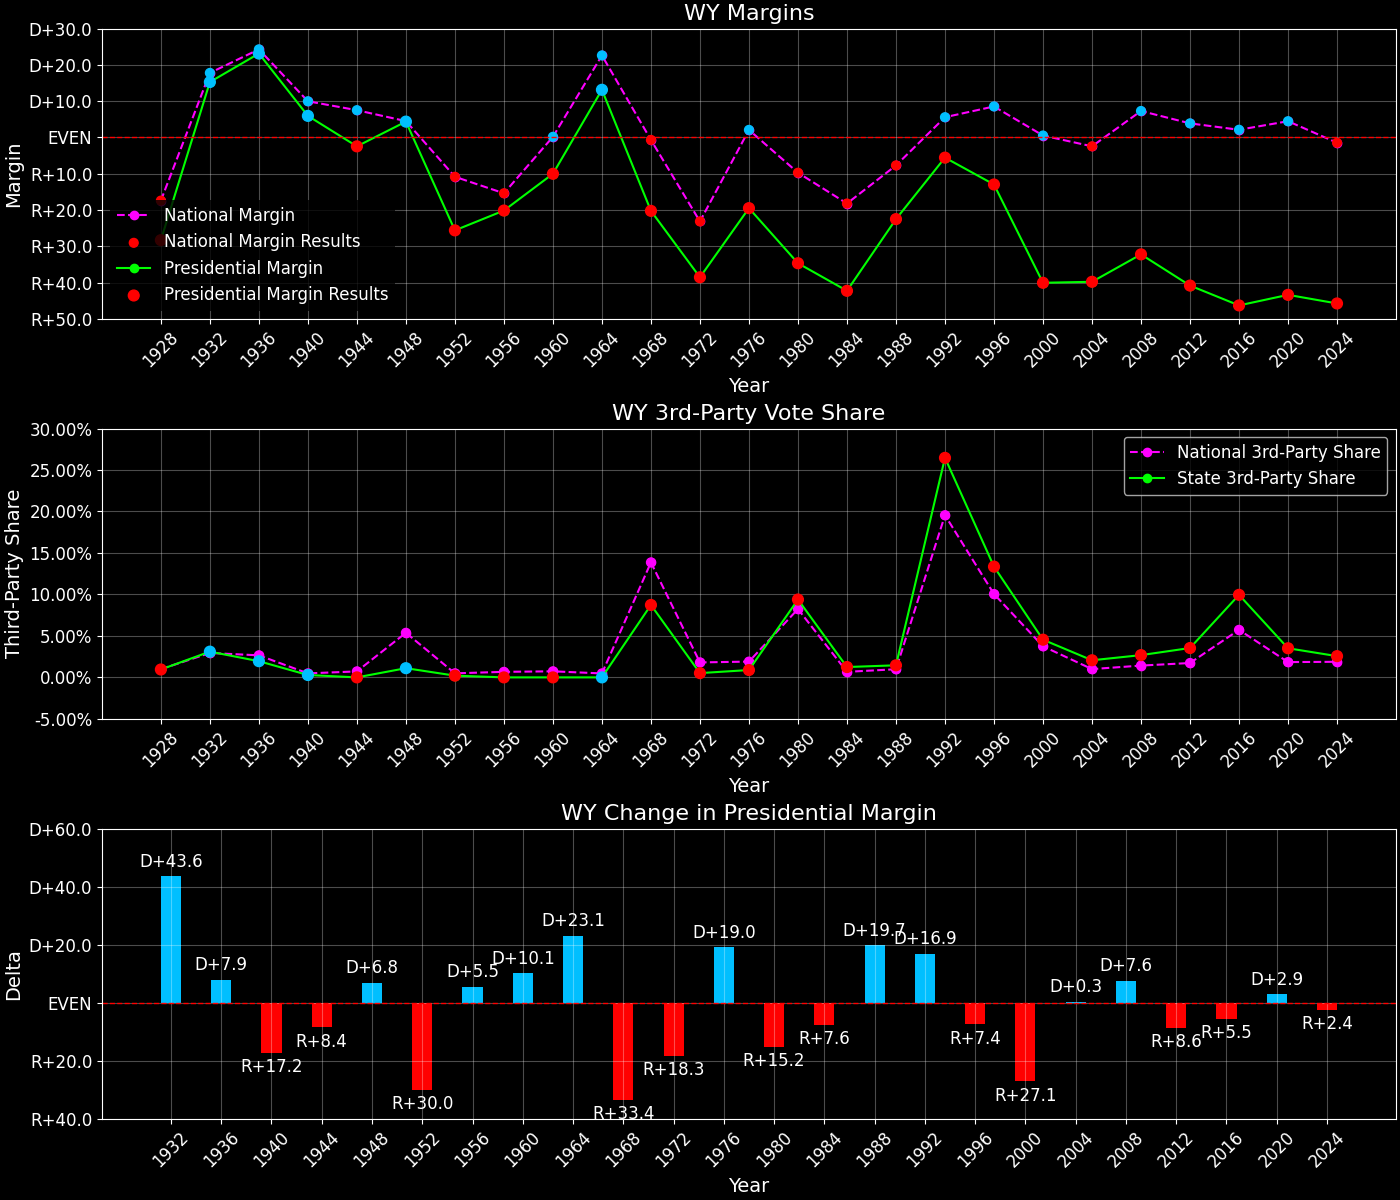 WY Margins
D+30.0
D+20.0
D+10.0
EVEN
R+10.0
R+20.0
R+30.0
R+40.0
R+50.0
Margin
National Margin
National Margin Results
Presidential Margin
Presidential Margin Results
1928 1932 1936 1940 1944 1948 1952 1956 1960 1964 1968 1972 1976 1980 1984 1988 1992 1996 2000 2004 2008 2012 2016 2020 2024
Year
WY 3rd-Party Vote Share
30.00%
25.00%
20.00%
15.00%
10.00%
5.00%
0.00%
-5.00%
Third-Party Share
National 3rd-Party Share
State 3rd-Party Share
1928 1932 1936 1940 1944 1948 1952 1956 1960 1964 1968 1972 1976 1980 1984 1988 1992 1996 2000 2004 2008 2012 2016 2020 2024
Year
WY Change in Presidential Margin
D+60.0
D+40.0
D+20.0
EVEN
R+20.0
R+40.0
Delta
D+43.6
D+7.9
R+17.2
R+8.4
D+6.8
R+30.0
D+5.5
D+10.1
D+23.1
R+33.4
R+18.3
D+19.0
R+15.2
R+7.6
D+19.7
D+16.9
R+7.4
R+27.1
D+0.3
D+7.6
R+8.6
R+5.5
D+2.9
R+2.4
1932 1936 1940 1944 1948 1952 1956 1960 1964 1968 1972 1976 1980 1984 1988 1992 1996 2000 2004 2008 2012 2016 2020 2024
Year